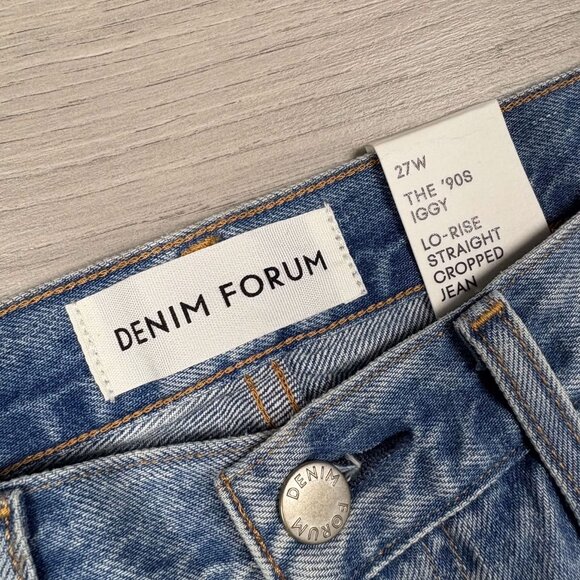 DENIM FORUM
27W
THE '90S
IGGY
LO-RISE
STRAIGHT
CROPPED
JEAN
DENIM FORUM